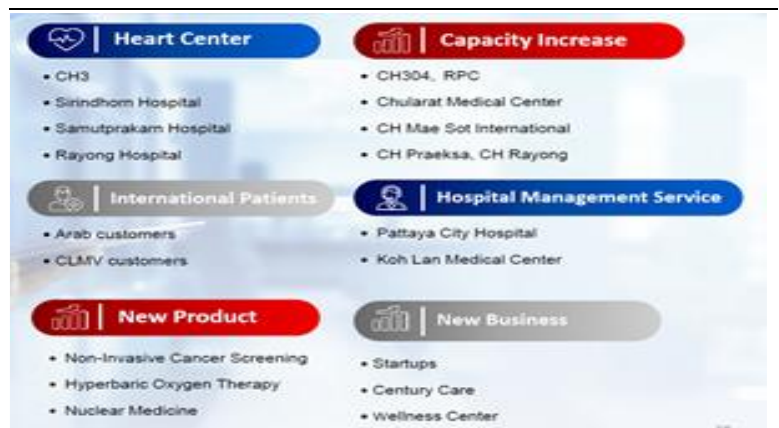 Heart Center
• CH3
• Sirindhorn Hospital
• Samutprakarn Hospital
• Rayong Hospital
Capacity Increase
• CH304, RPC
• Chularat Medical Center
• CH Mae Sot International
• CH Praeksa, CH Rayong
International Patients
• Arab customers
• CLMV customers
Hospital Management Service
• Pattaya City Hospital
• Koh Lan Medical Center
New Product
• Non-Invasive Cancer Screening
• Hyperbaric Oxygen Therapy
• Nuclear Medicine
New Business
• Startups
• Century Care
• Wellness Center